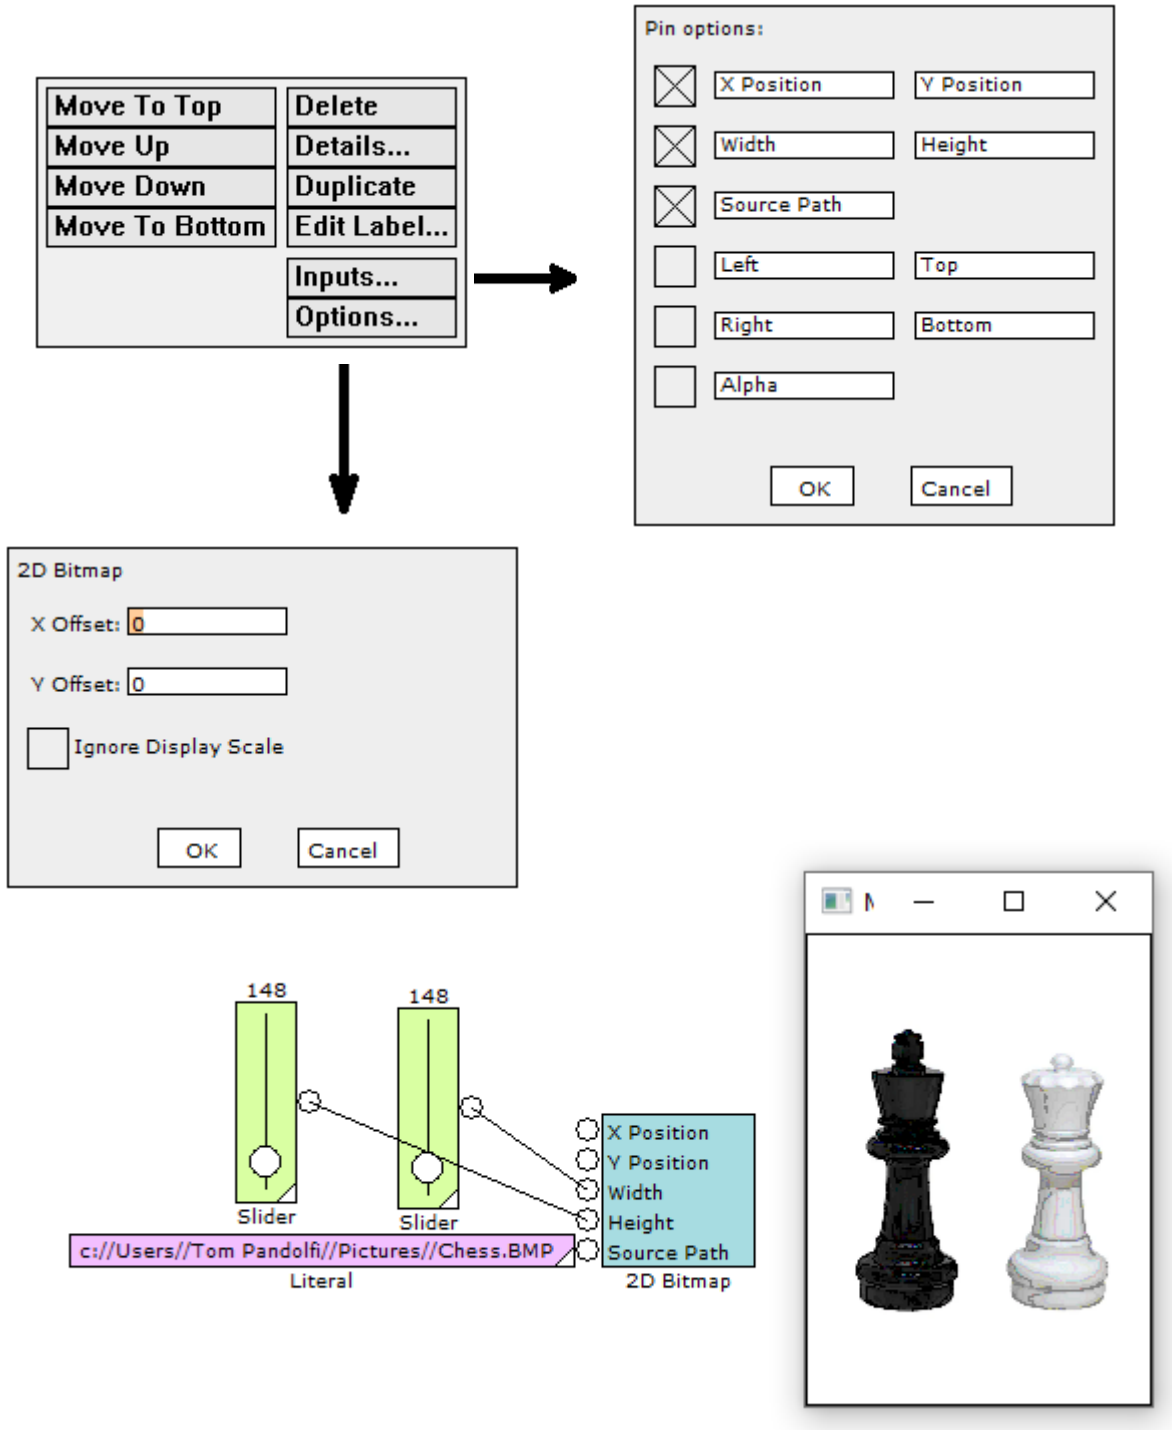 Pin options:
X Position Y Position
Width Height
Source Path
Left Top
Right Bottom
Alpha
OK Cancel
Move To Top Delete
Move Up Details...
Move Down Duplicate
Move To Bottom Edit Label...
Inputs...
Options...
2D Bitmap
X Offset: 0
Y Offset: 0
Ignore Display Scale
OK Cancel
148 148
Slider Slider
X Position
Y Position
Width
Height
c://Users//Tom Pandolfi//Pictures//Chess.BMP Source Path
Literal 2D Bitmap